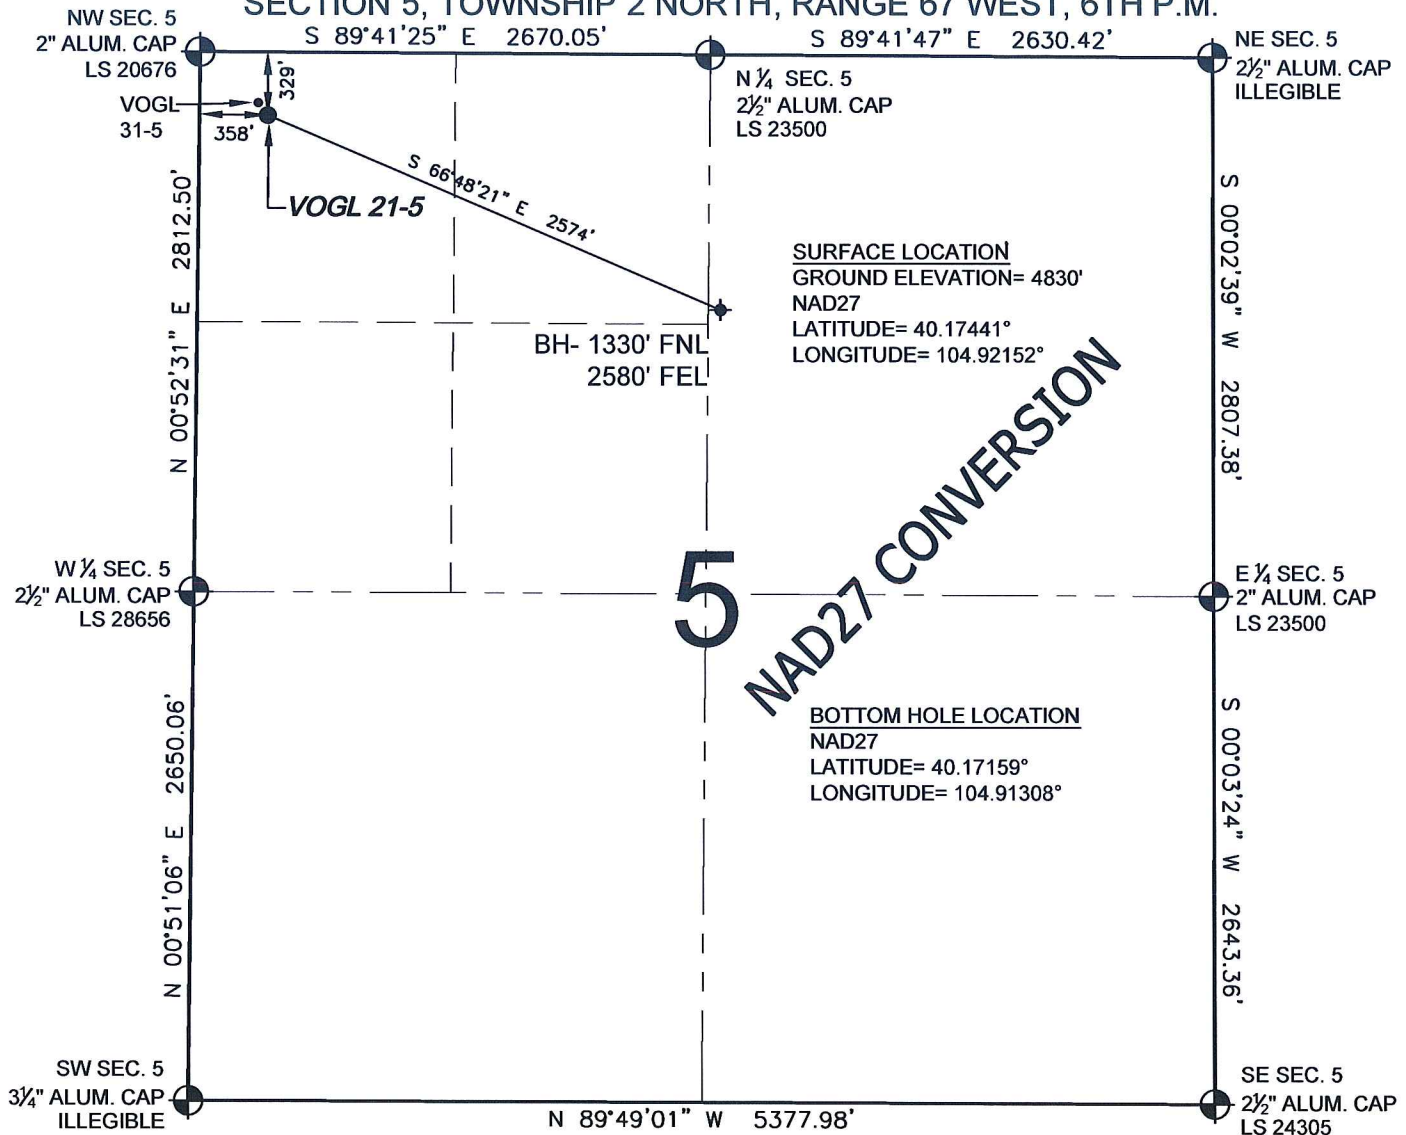 SECTION 5, TOWNSHIP 2 NORTH, RANGE 67 WEST, 6TH P.M.
NW SEC. 5
2" ALUM. CAP
LS 20676
S 89°41'25" E 2670.05'
S 89°41'47" E 2630.42'
NE SEC. 5
2½" ALUM. CAP
ILLEGIBLE
N ¼ SEC. 5
2½" ALUM. CAP
LS 23500
VOGL
31-5
329'
358'
VOGL 21-5
S 66°48'21" E 2574'
N 00°52'31" E 2812.50'
S 00°02'39" W 2807.38'
SURFACE LOCATION
GROUND ELEVATION= 4830'
NAD27
LATITUDE= 40.17441°
LONGITUDE= 104.92152°
BH- 1330' FNL
2580' FEL
NAD27 CONVERSION
W ¼ SEC. 5
2½" ALUM. CAP
LS 28656
5
E ¼ SEC. 5
2" ALUM. CAP
LS 23500
BOTTOM HOLE LOCATION
NAD27
LATITUDE= 40.17159°
LONGITUDE= 104.91308°
N 00°51'06" E 2650.06'
S 00°03'24" W 2643.36'
SW SEC. 5
3¼" ALUM. CAP
ILLEGIBLE
N 89°49'01" W 5377.98'
SE SEC. 5
2½" ALUM. CAP
LS 24305